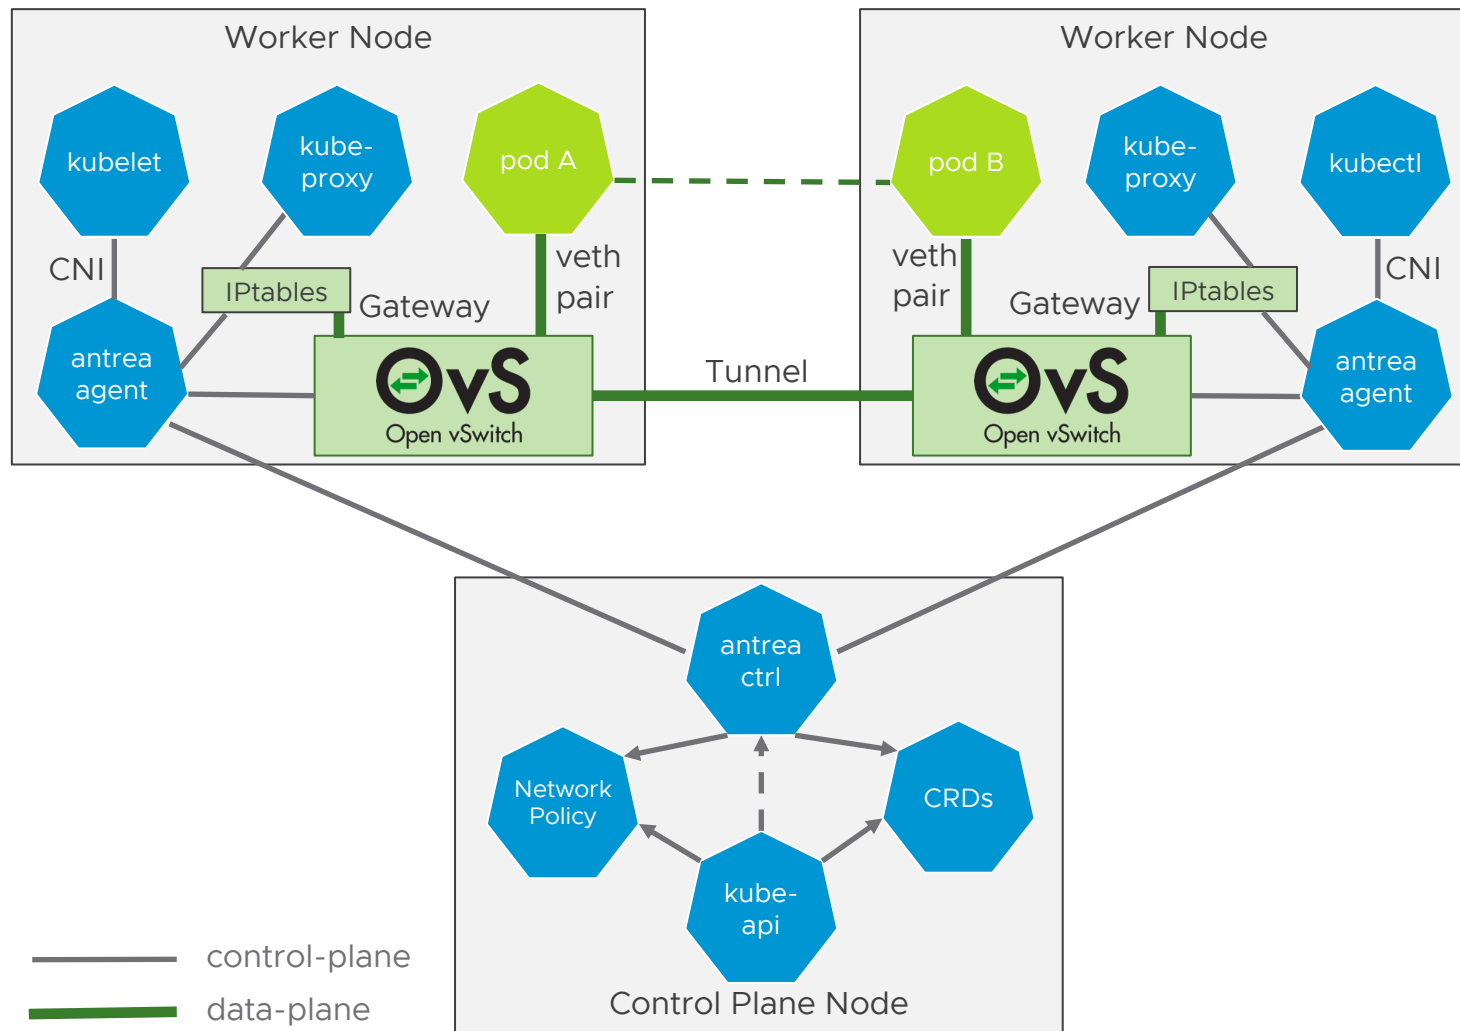 Worker Node
kubelet
kube-
proxy
pod A
CNI
IPtables
Gateway
veth
pair
antrea
agent
OvS
Open vSwitch
Tunnel
Worker Node
pod B
kube-
proxy
kubectl
veth
pair
Gateway
IPtables
CNI
OvS
Open vSwitch
antrea
agent
antrea
ctrl
Network
Policy
CRDs
kube-
api
Control Plane Node
control-plane
data-plane